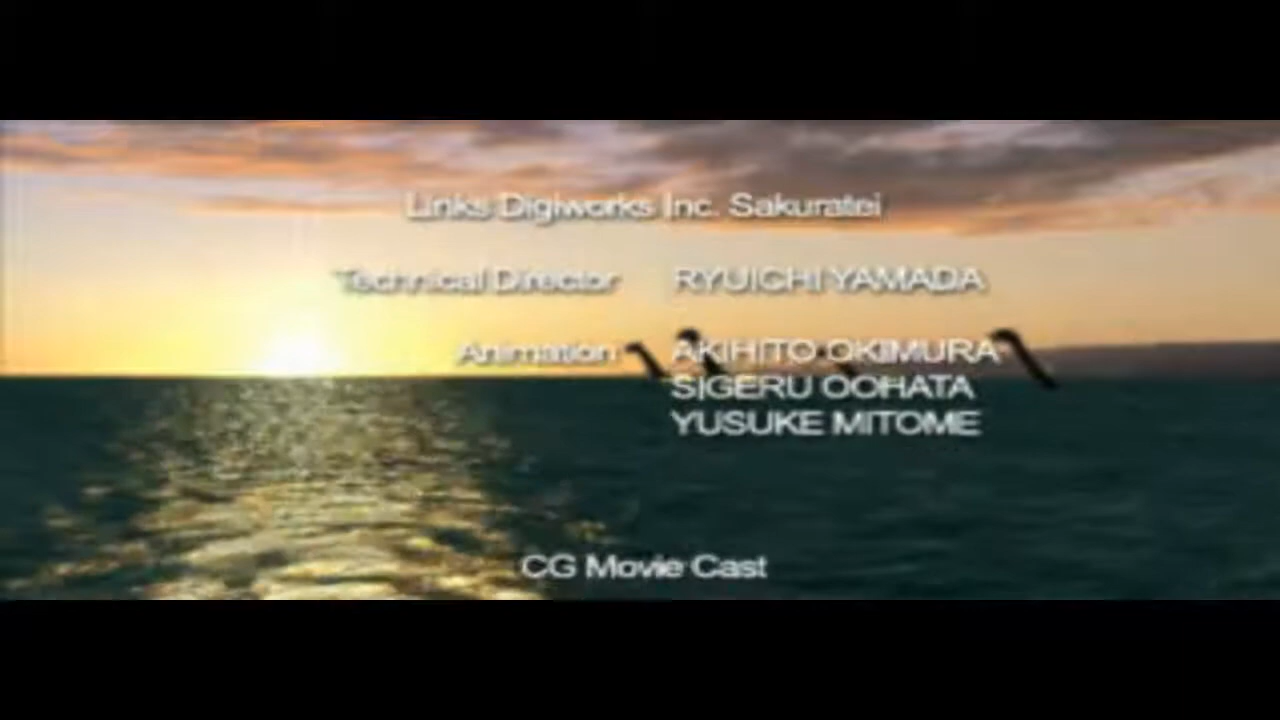 Links Digiworks Inc. Sakuratei
Technical Director RYUICHI YAMADA
Animation AKIHITO OKIMURA
SIGERU OOHATA
YUSUKE MITOME
CG Movie Cast